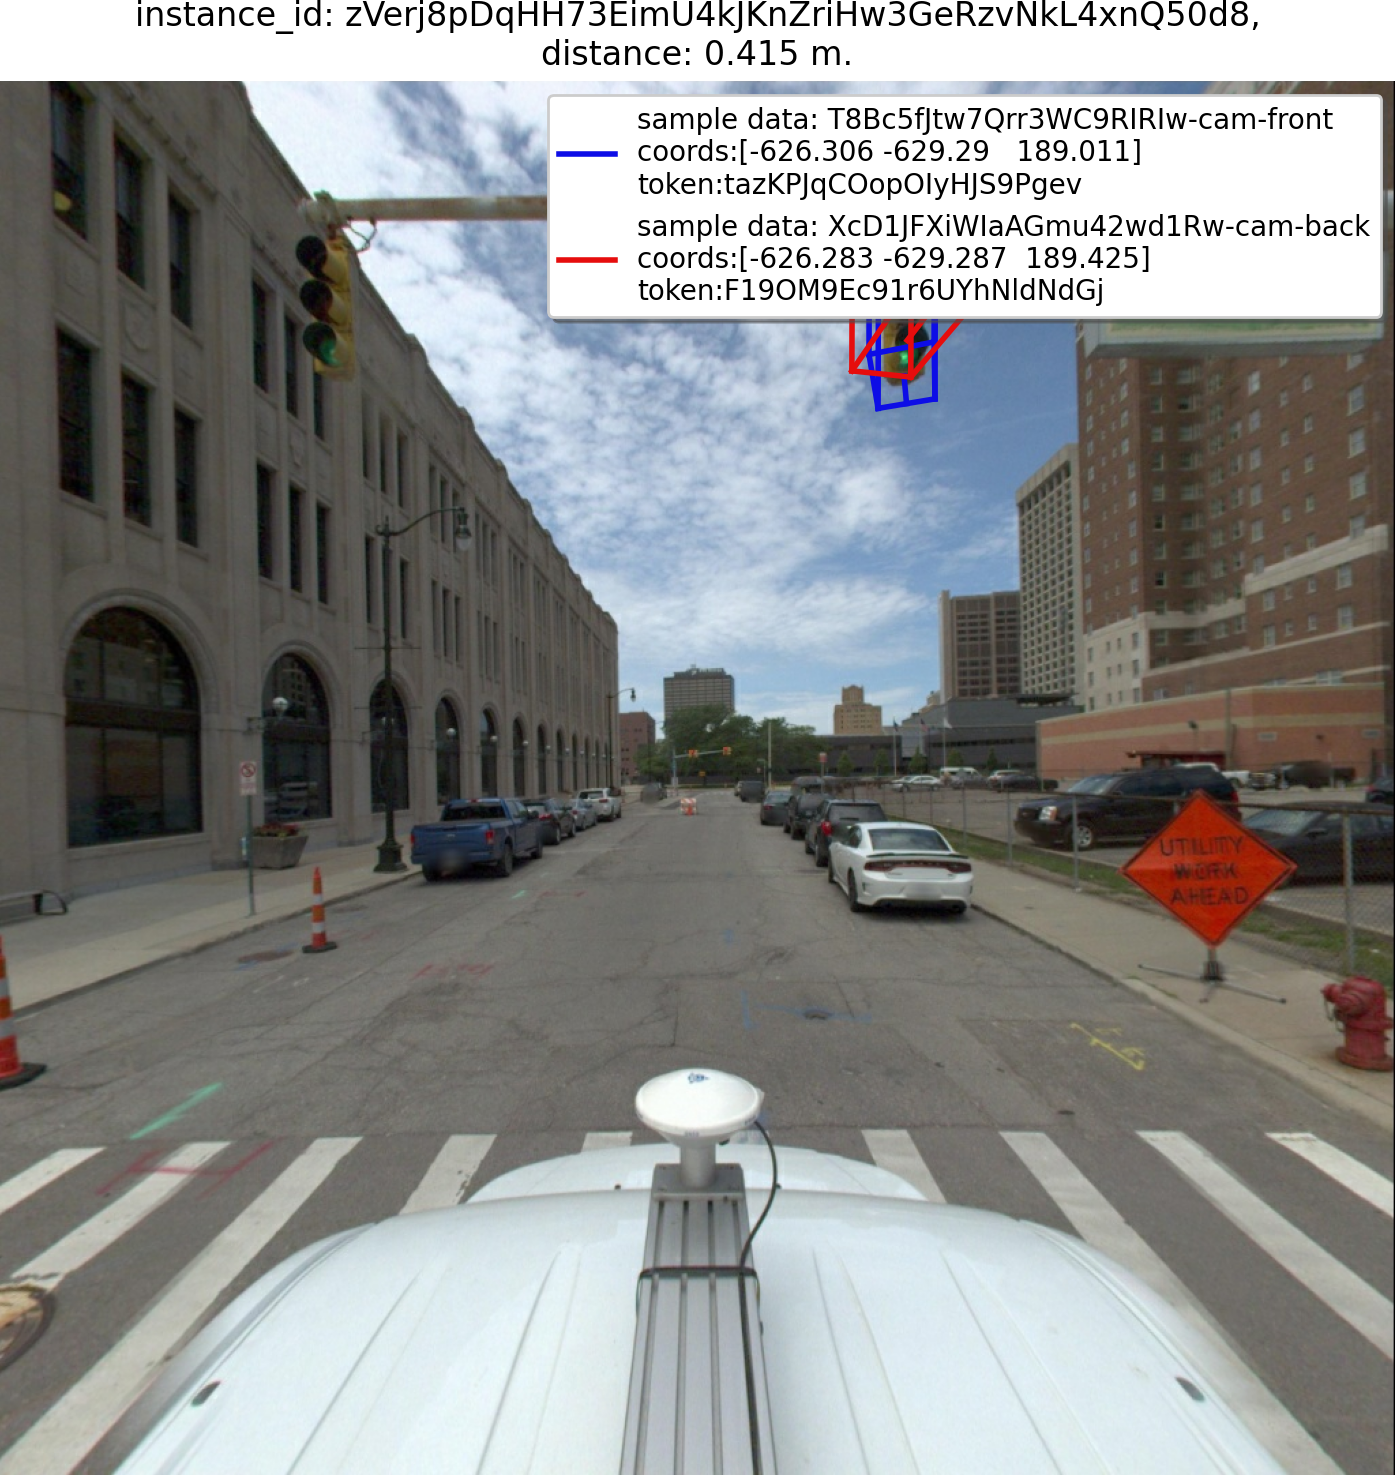 instance_id: zVerj8pDqHH73EimU4kJKnZriHw3GeRzvNkL4xnQ50d8,
distance: 0.415 m.
sample data: T8Bc5fJtw7Qrr3WC9RIRIw-cam-front
coords:[-626.306 -629.29   189.011]
token:tazKPJqCOopOIyHJS9Pgev
sample data: XcD1JFXiWIaAGmu42wd1Rw-cam-back
coords:[-626.283 -629.287  189.425]
token:F19OM9Ec91r6UYhNldNdGj
UTILITY
WORK
AHEAD